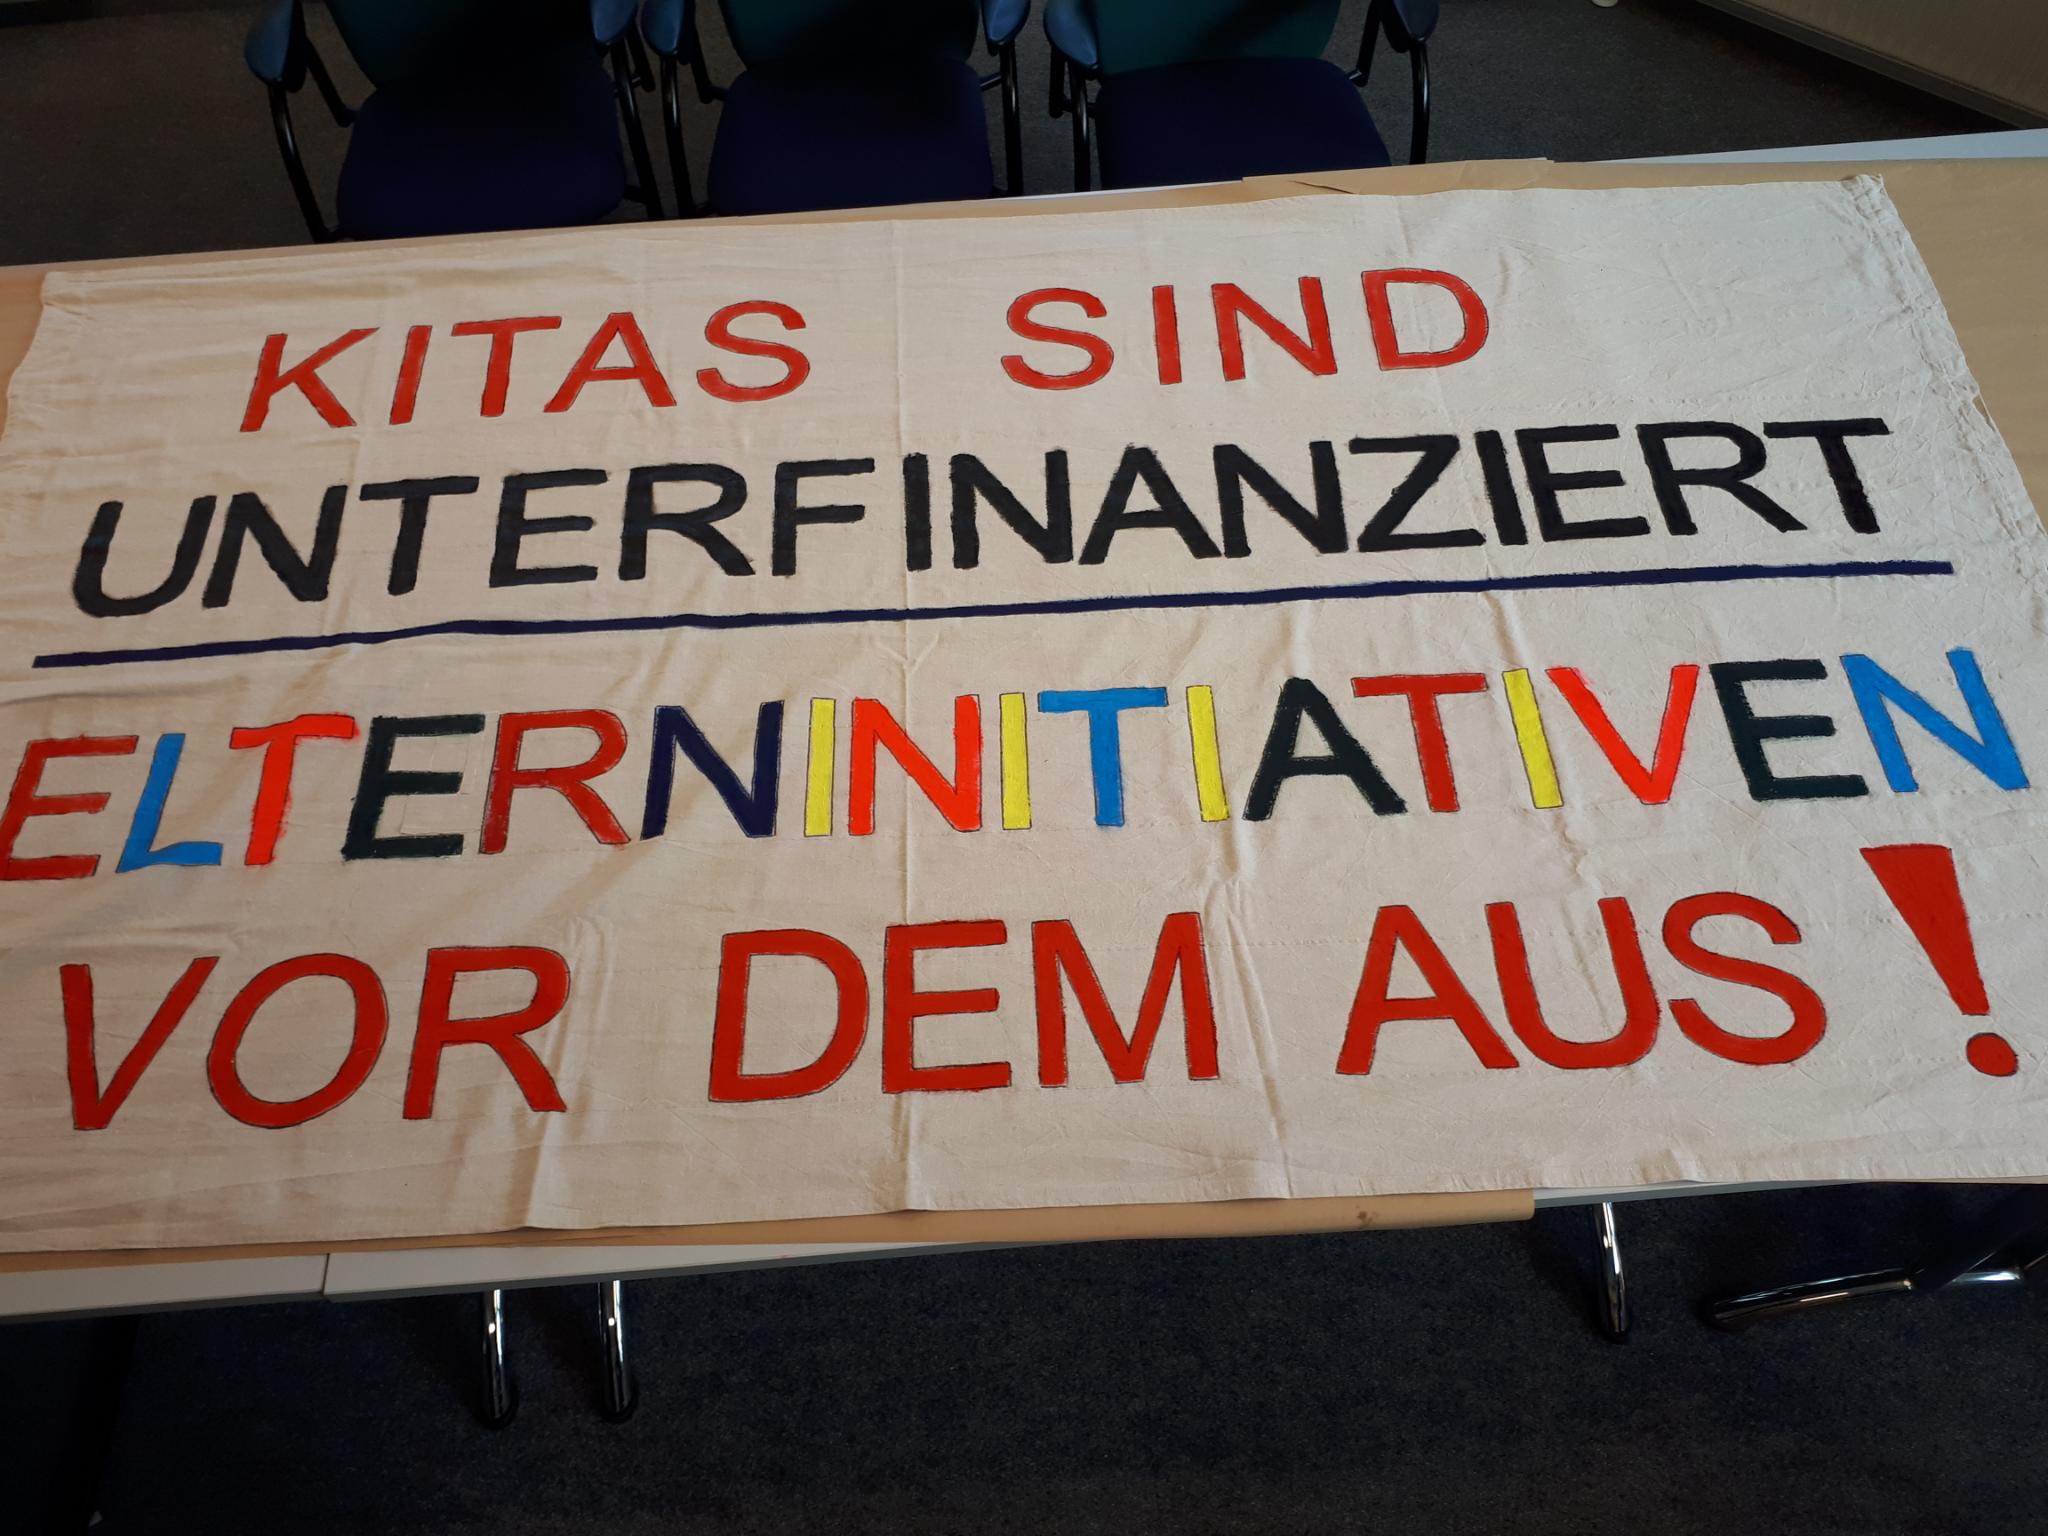 KITAS SIND
UNTERFINANZIERT
ELTERNINITIATIVEN
VOR DEM AUS!